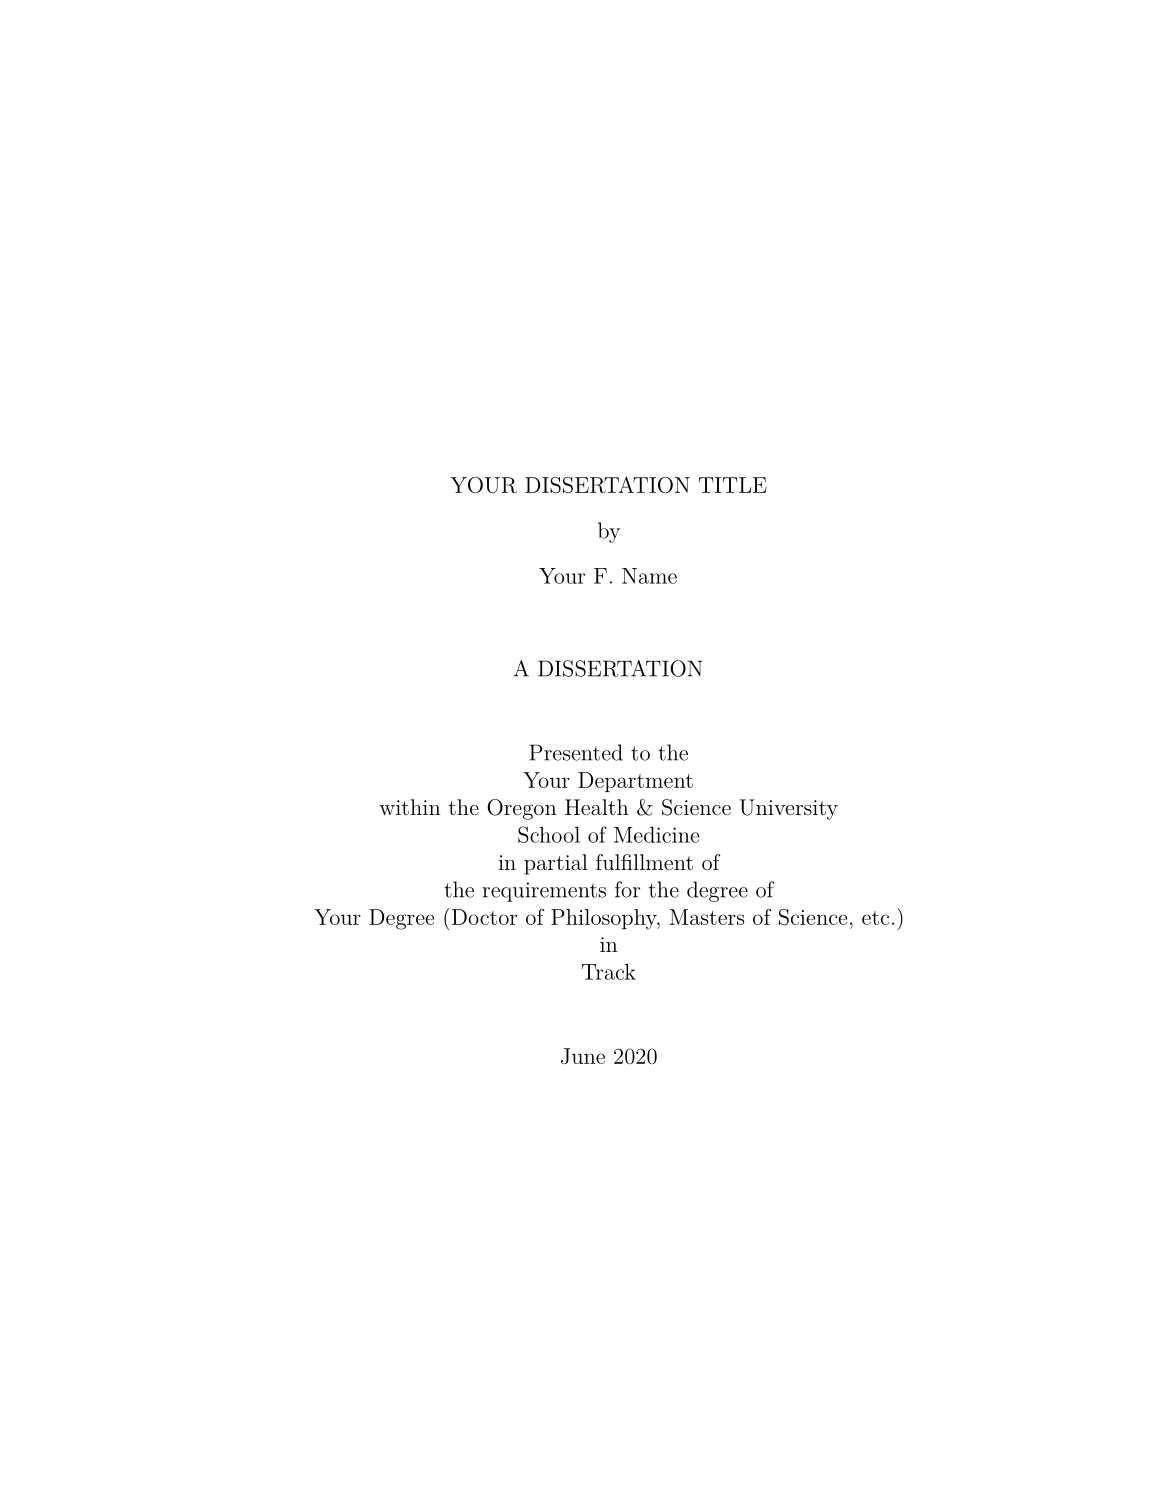 YOUR DISSERTATION TITLE
by
Your F. Name
A DISSERTATION
Presented to the
Your Department
within the Oregon Health & Science University
School of Medicine
in partial fulfillment of
the requirements for the degree of
Your Degree (Doctor of Philosophy, Masters of Science, etc.)
in
Track
June 2020